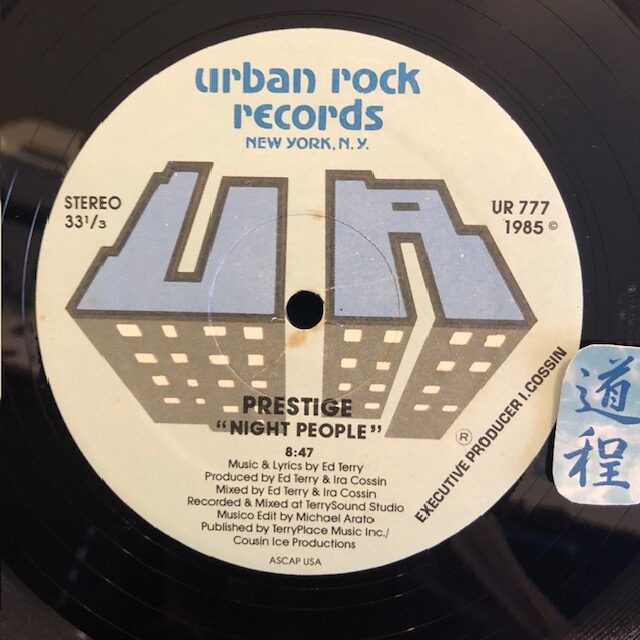 urban rock
records
NEW YORK, N.Y.
STEREO
33 1/3
UR
UR 777
1985 ©
PRESTIGE
"NIGHT PEOPLE"
8:47
Music & Lyrics by Ed Terry
Produced by Ed Terry & Ira Cossin
Mixed by Ed Terry & Ira Cossin
Recorded & Mixed at TerrySound Studio
Musico Edit by Michael Arato
Published by TerryPlace Music Inc./
Cousin Ice Productions
ASCAP USA
®
EXECUTIVE PRODUCER I.COSSIN
道程